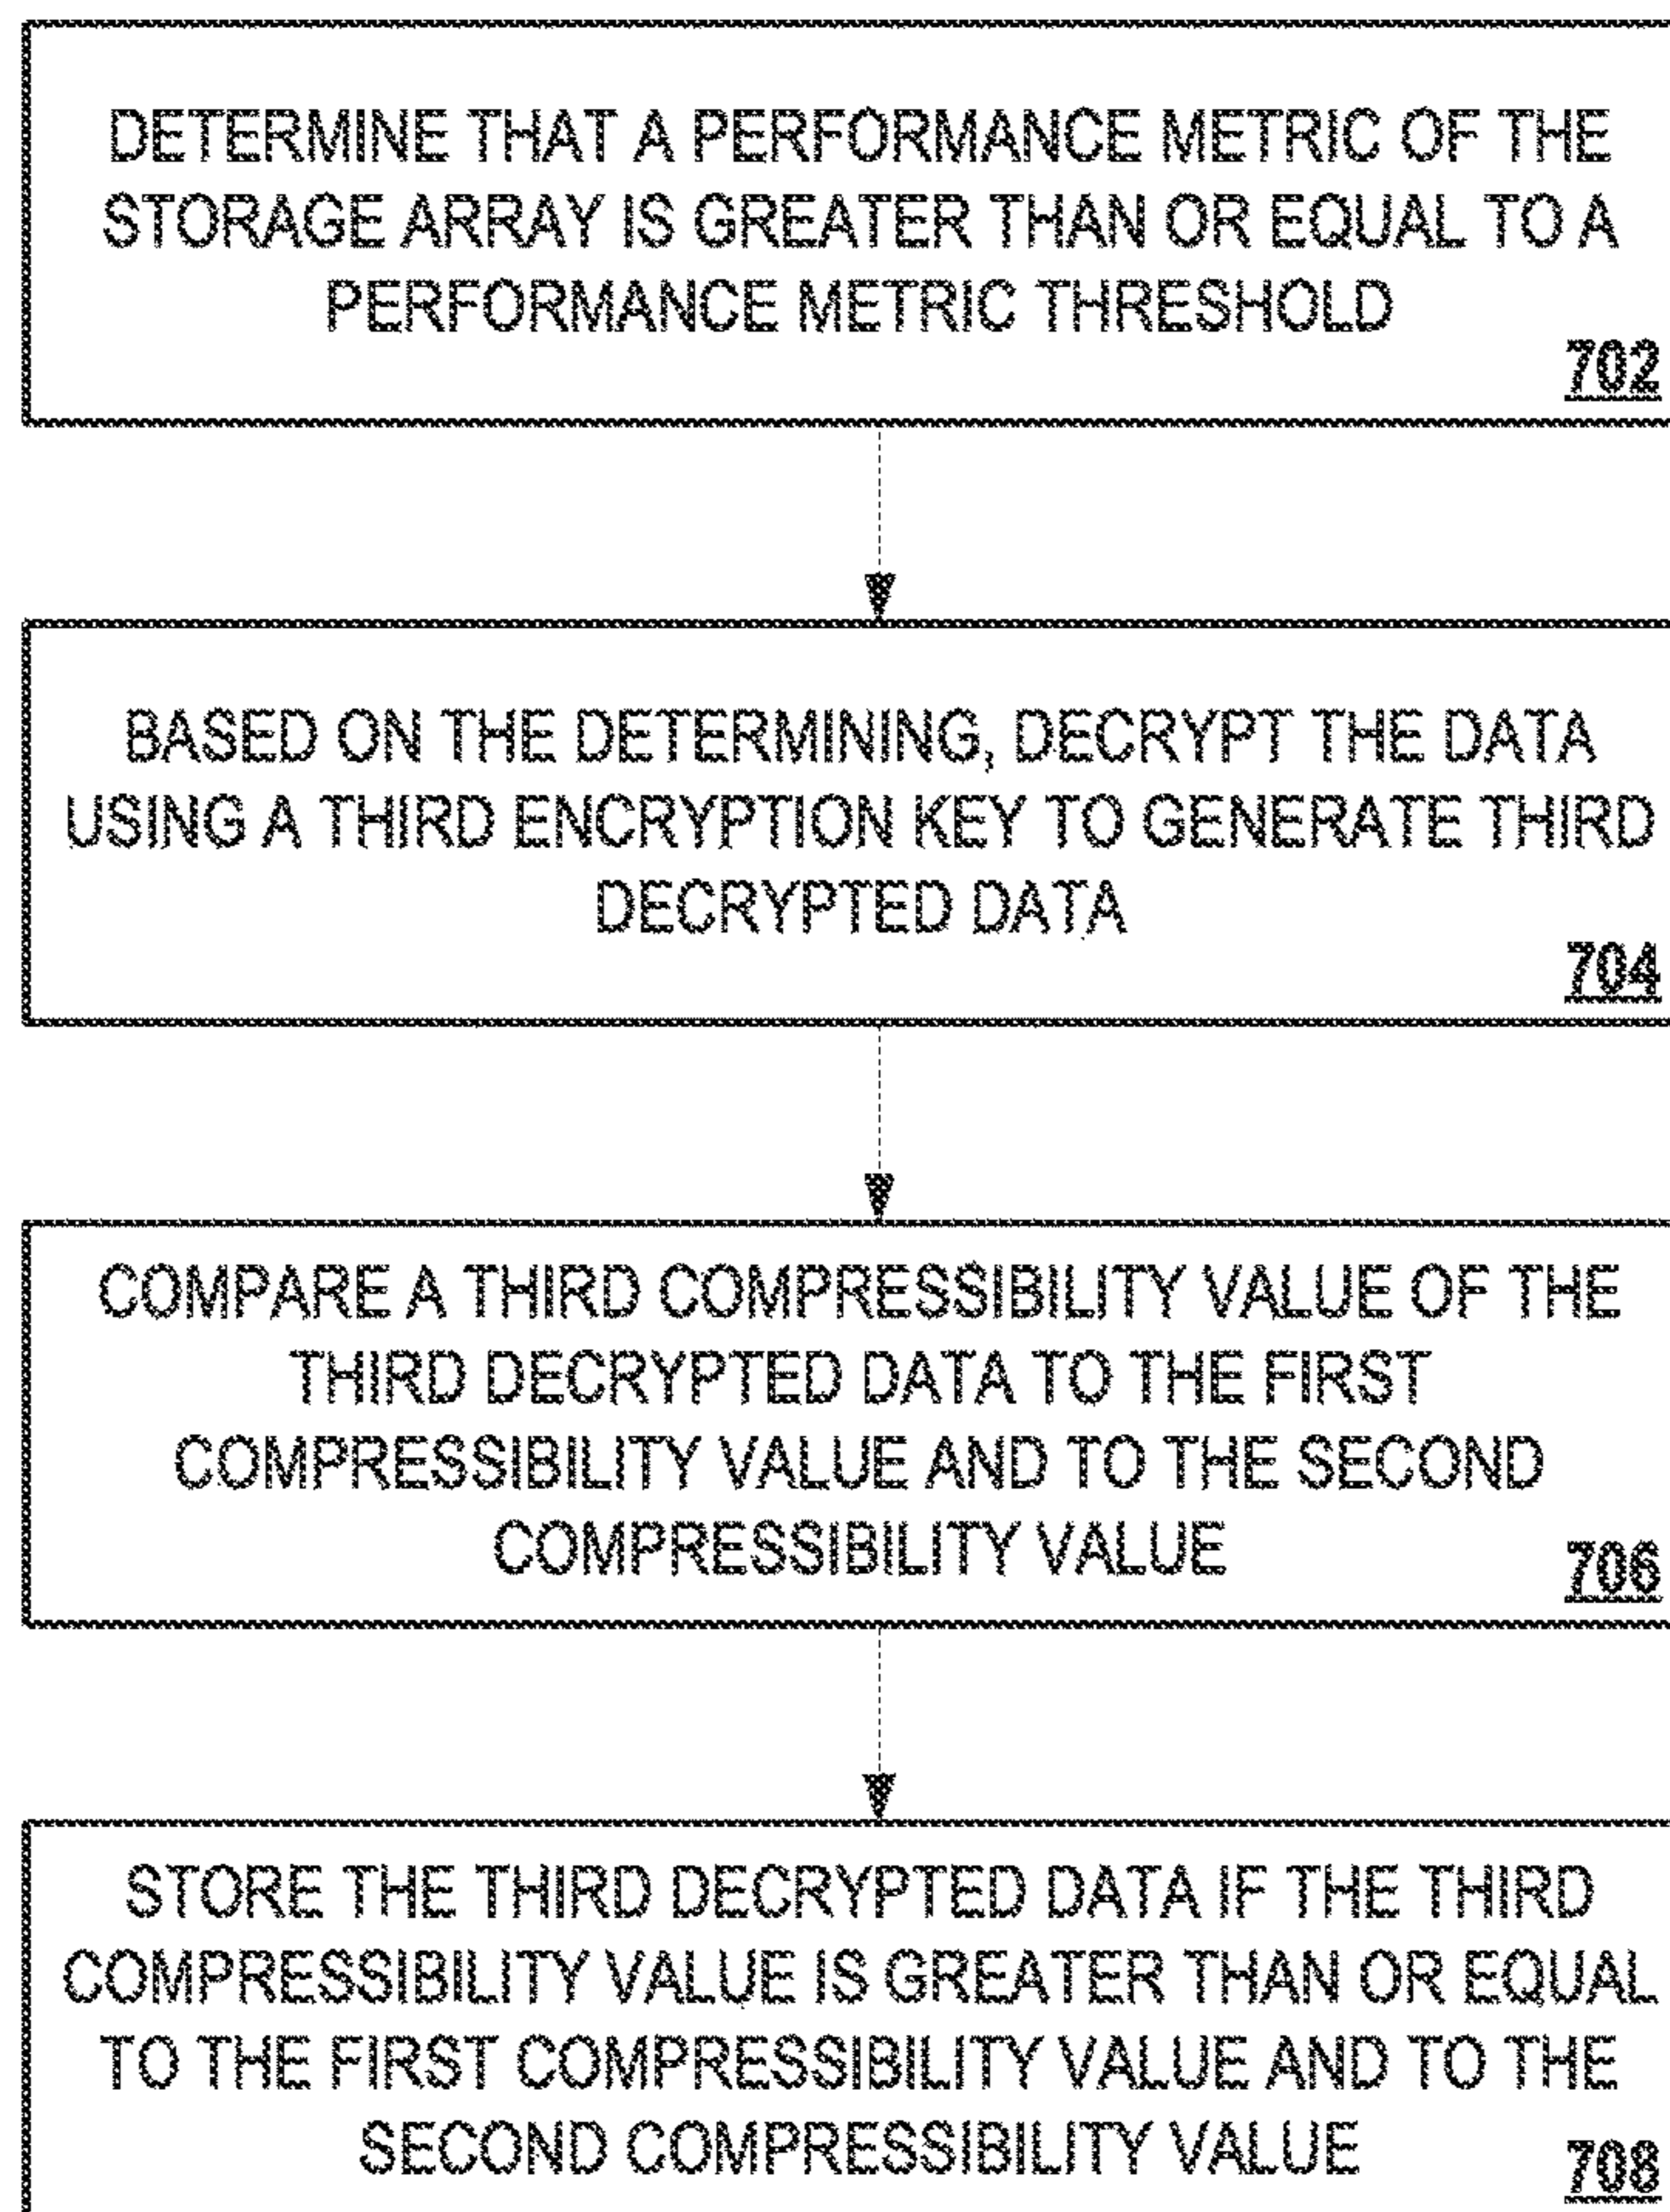 DETERMINE THAT A PERFORMANCE METRIC OF THE
STORAGE ARRAY IS GREATER THAN OR EQUAL TO A
PERFORMANCE METRIC THRESHOLD
702
BASED ON THE DETERMINING, DECRYPT THE DATA
USING A THIRD ENCRYPTION KEY TO GENERATE THIRD
DECRYPTED DATA
704
COMPARE A THIRD COMPRESSIBILITY VALUE OF THE
THIRD DECRYPTED DATA TO THE FIRST
COMPRESSIBILITY VALUE AND TO THE SECOND
COMPRESSIBILITY VALUE
706
STORE THE THIRD DECRYPTED DATA IF THE THIRD
COMPRESSIBILITY VALUE IS GREATER THAN OR EQUAL
TO THE FIRST COMPRESSIBILITY VALUE AND TO THE
SECOND COMPRESSIBILITY VALUE
708